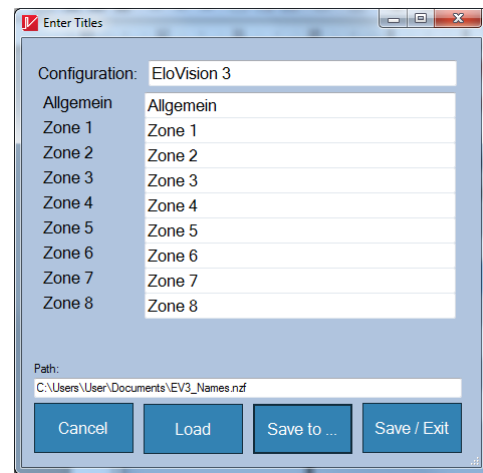 Enter Titles
Configuration: EloVision 3
Allgemein Allgemein
Zone 1 Zone 1
Zone 2 Zone 2
Zone 3 Zone 3
Zone 4 Zone 4
Zone 5 Zone 5
Zone 6 Zone 6
Zone 7 Zone 7
Zone 8 Zone 8
Path:
C:\Users\User\Documents\EV3_Names.nzf
Cancel Load Save to ... Save / Exit